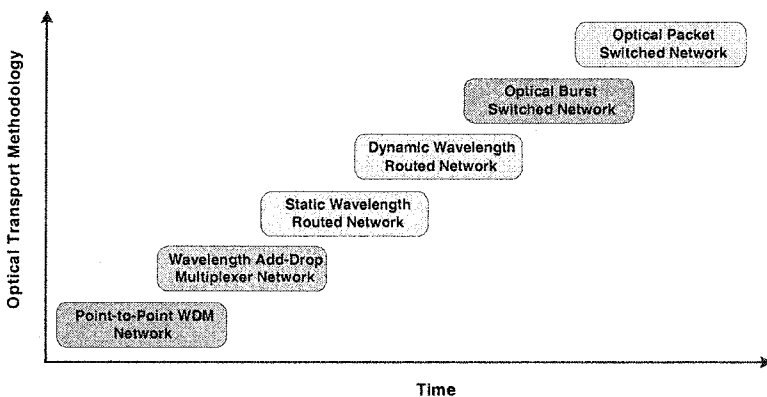 Optical Packet
Switched Network
Optical Burst
Switched Network
Dynamic Wavelength
Routed Network
Static Wavelength
Routed Network
Wavelength Add-Drop
Multiplexer Network
Point-to-Point WDM
Network
Optical Transport Methodology
Time